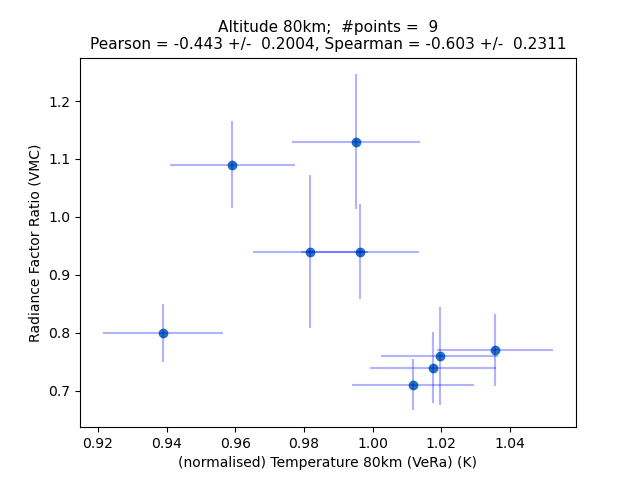 Altitude 80km;  #points =  9
Pearson = -0.443 +/-  0.2004, Spearman = -0.603 +/-  0.2311
1.2
1.1
1.0
0.9
0.8
0.7
Radiance Factor Ratio (VMC)
0.92 0.94 0.96 0.98 1.00 1.02 1.04
(normalised) Temperature 80km (VeRa) (K)